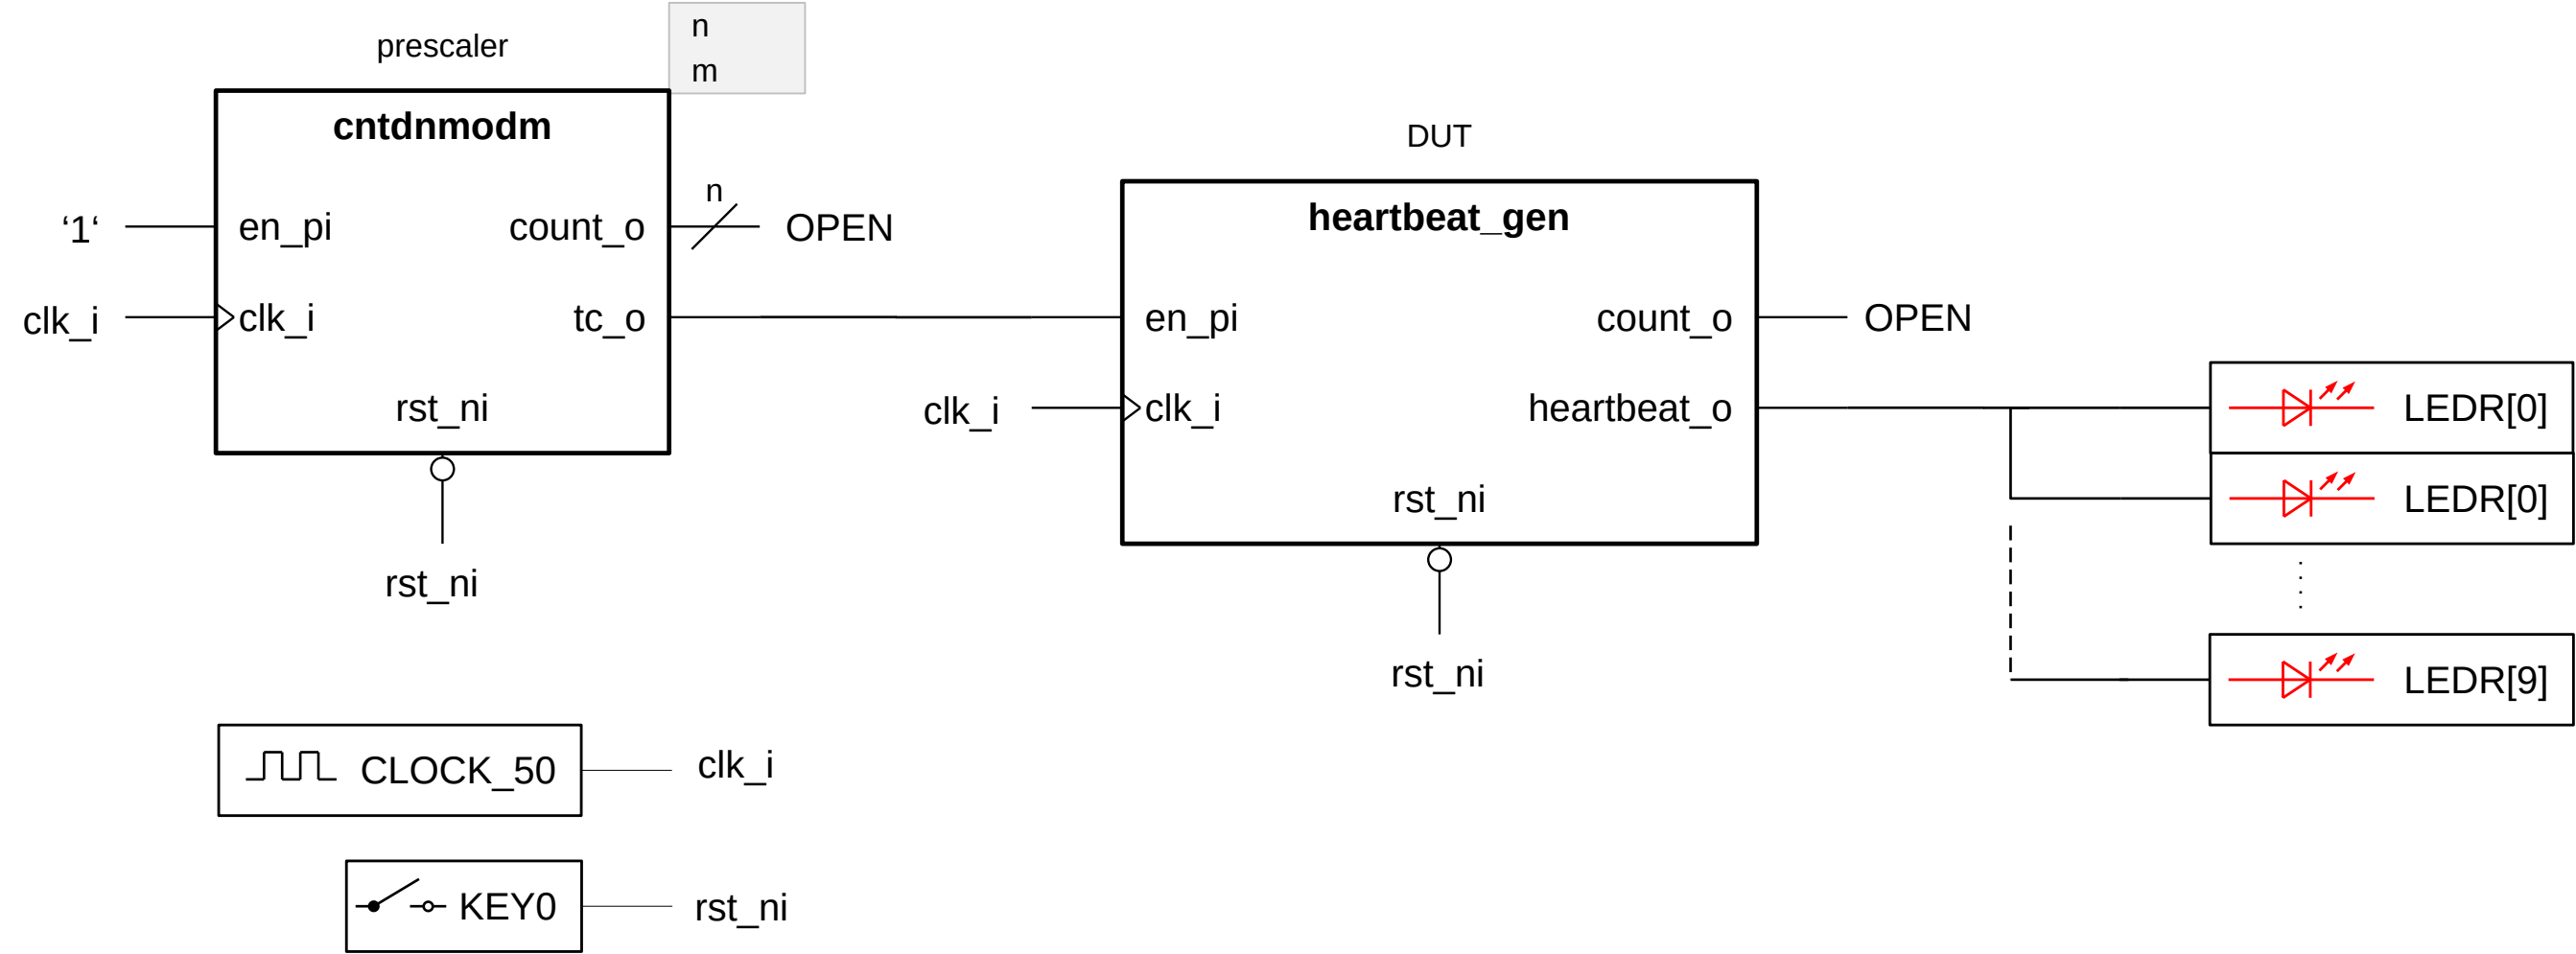 n
m
prescaler
cntdnmodm
DUT
n
heartbeat_gen
‘1‘
en_pi
count_o
OPEN
clk_i
clk_i
tc_o
en_pi
count_o
OPEN
rst_ni
clk_i
clk_i
heartbeat_o
LEDR[0]
rst_ni
LEDR[0]
rst_ni
rst_ni
LEDR[9]
CLOCK_50
clk_i
KEY0
rst_ni